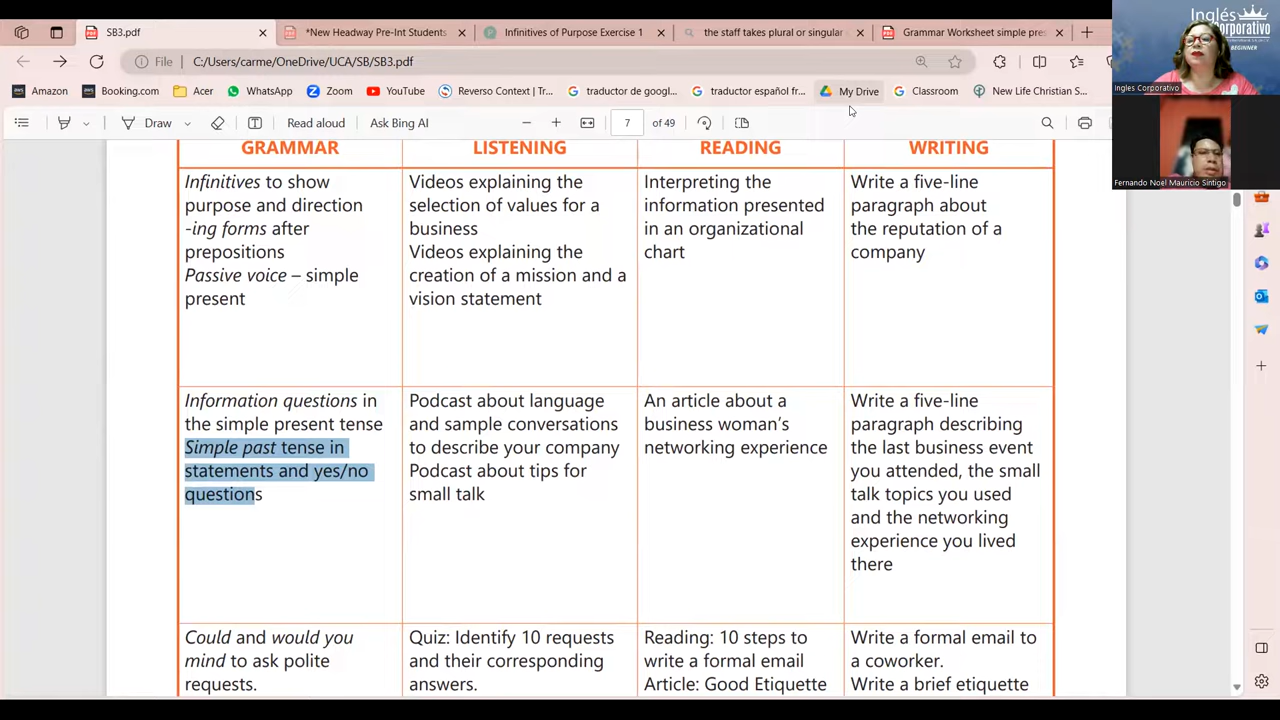 SB3.pdf
*New Headway Pre-Int Students
Infinitives of Purpose Exercise 1
the staff takes plural or singular
Grammar Worksheet simple pres
File
C:/Users/carme/OneDrive/UCA/SB/SB3.pdf
Amazon
Booking.com
Acer
WhatsApp
Zoom
YouTube
Reverso Context | Tra
traductor de googl...
traductor español fr...
My Drive
Classroom
New Life Christian S...
Draw
Read aloud
Ask Bing AI
7
of 49
Inglés
Corporativo
BEGINNER
Ingles Corporativo
Fernando Noel Mauricio Sintigo
GRAMMAR
LISTENING
READING
WRITING
Infinitives to show
purpose and direction
-ing forms after
prepositions
Passive voice – simple
present
Videos explaining the
selection of values for a
business
Videos explaining the
creation of a mission and a
vision statement
Interpreting the
information presented
in an organizational
chart
Write a five-line
paragraph about
the reputation of a
company
Information questions in
the simple present tense
Simple past tense in
statements and yes/no
questions
Podcast about language
and sample conversations
to describe your company
Podcast about tips for
small talk
An article about a
business woman’s
networking experience
Write a five-line
paragraph describing
the last business event
you attended, the small
talk topics you used
and the networking
experience you lived
there
Could and would you
mind to ask polite
requests.
Quiz: Identify 10 requests
and their corresponding
answers.
Reading: 10 steps to
write a formal email
Article: Good Etiquette
Write a formal email to
a coworker.
Write a brief etiquette